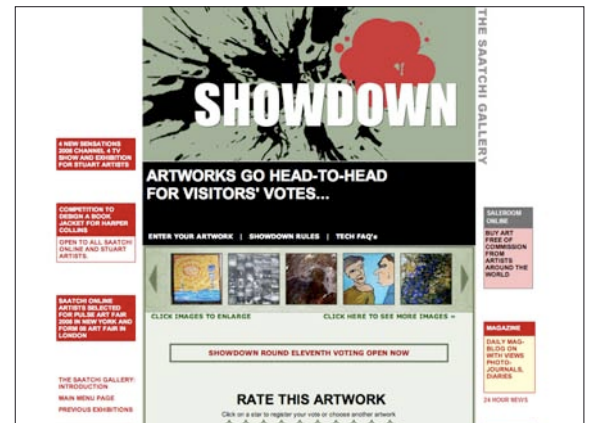 THE SAATCHI GALLERY
SHOWDOWN
ARTWORKS GO HEAD-TO-HEAD
FOR VISITORS' VOTES...
ENTER YOUR ARTWORK | SHOWDOWN RULES | TECH FAQ's
4 NEW SENSATIONS
2008 CHANNEL 4 TV
SHOW AND EXHIBITION
FOR STUART ARTISTS
COMPETITION TO
DESIGN A BOOK
JACKET FOR HARPER
COLLINS
OPEN TO ALL SAATCHI
ONLINE AND STUART
ARTISTS.
SAATCHI ONLINE
ARTISTS SELECTED
FOR PULSE ART FAIR
2008 IN NEW YORK AND
FORM 08 ART FAIR IN
LONDON
THE SAATCHI GALLERY:
INTRODUCTION
MAIN MENU PAGE
PREVIOUS EXHIBITIONS
CLICK IMAGES TO ENLARGE
CLICK HERE TO SEE MORE IMAGES »
SHOWDOWN ROUND ELEVENTH VOTING OPEN NOW
RATE THIS ARTWORK
Click on a star to register your vote or choose another artwork
SALEROOM
ONLINE
BUY ART
FREE OF
COMMISSION
FROM
ARTISTS
AROUND THE
WORLD
MAGAZINE
DAILY MAG-
BLOG ON
WITH VIEWS
PHOTO-
JOURNALS,
DIARIES
24 HOUR NEWS